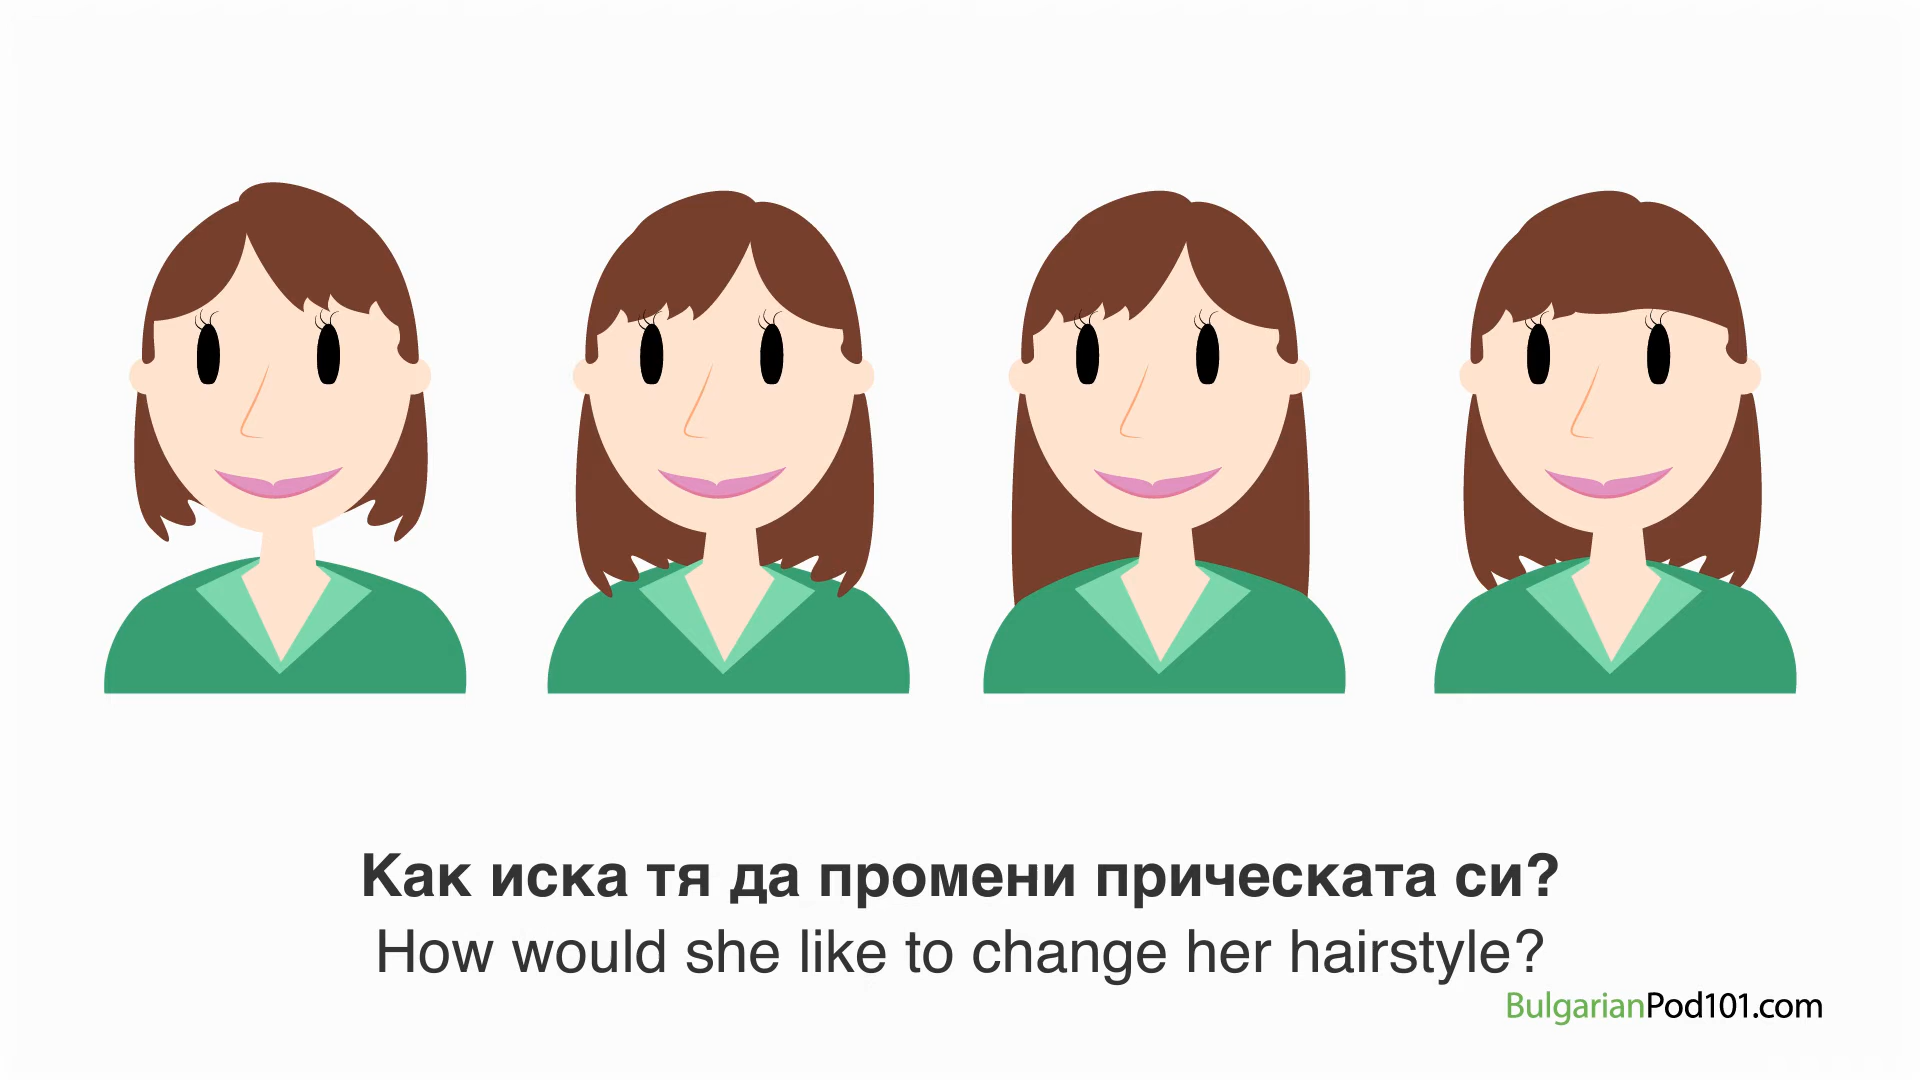 Как иска тя да промени прическата си?
How would she like to change her hairstyle?
BulgarianPod101.com